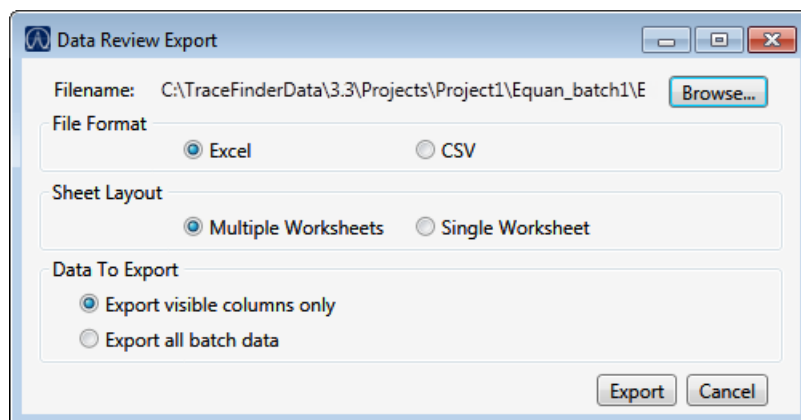 Data Review Export
Filename: C:\TraceFinderData\3.3\Projects\Project1\Equan_batch1\E Browse...
File Format
Excel CSV
Sheet Layout
Multiple Worksheets Single Worksheet
Data To Export
Export visible columns only
Export all batch data
Export Cancel